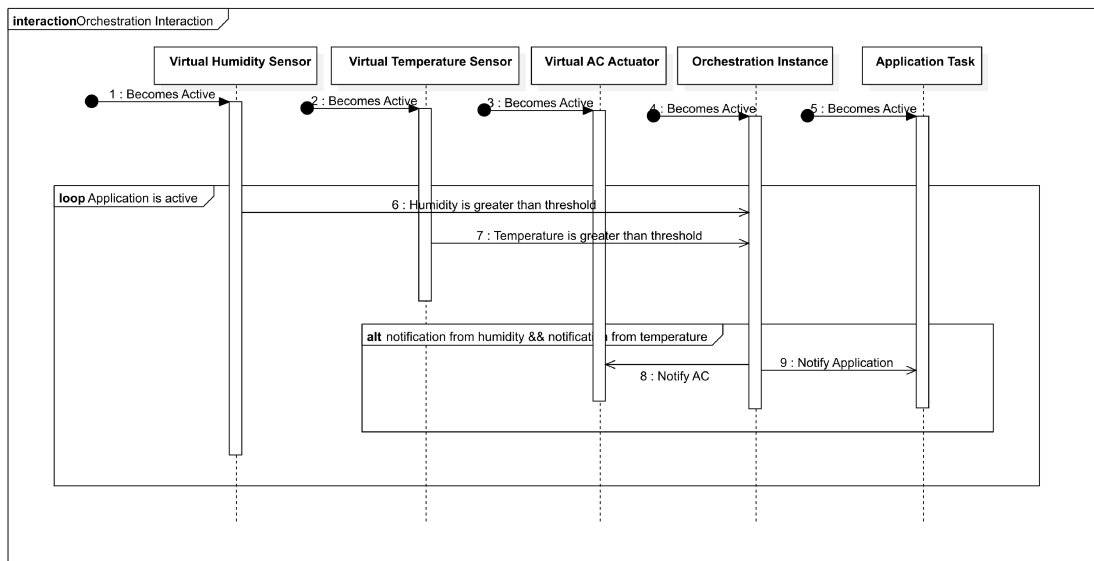 interactionOrchestration Interaction
Virtual Humidity Sensor
Virtual Temperature Sensor
Virtual AC Actuator
Orchestration Instance
Application Task
1 : Becomes Active
2 : Becomes Active
3 : Becomes Active
4 : Becomes Active
5 : Becomes Active
loop Application is active
6 : Humidity is greater than threshold
7 : Temperature is greater than threshold
alt notification from humidity && notification from temperature
8 : Notify AC
9 : Notify Application